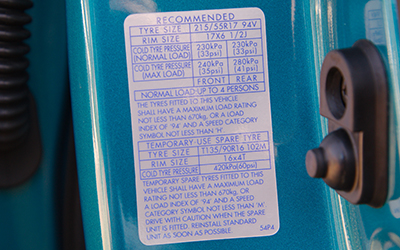 RECOMMENDED
TYRE SIZE 215/55R17 94V
RIM SIZE 17x6 1/2J
COLD TYRE PRESSURE (NORMAL LOAD) 230kPa (33psi) 230kPa (33psi)
COLD TYRE PRESSURE (MAX LOAD) 240kPa (35psi) 280kPa (41psi)
FRONT REAR
NORMAL LOAD UP TO 4 PERSONS
THE TYRES FITTED TO THIS VEHICLE
SHALL HAVE A MAXIMUM LOAD RATING
NOT LESS THAN 670kg, OR A LOAD
INDEX OF '94' AND A SPEED CATEGORY
SYMBOL NOT LESS THAN 'H'
TEMPORARY USE SPARE TYRE
TYRE SIZE T135/90R16 102M
RIM SIZE 16x4T
COLD TYRE PRESSURE 420kPa(60psi)
TEMPORARY SPARE TYRES FITTED TO THIS
VEHICLE SHALL HAVE A MAXIMUM LOAD
RATING NOT LESS THAN 670kg, OR
A LOAD INDEX OF '94', AND A SPEED
CATEGORY SYMBOL NOT LESS THAN 'M'
DRIVE WITH CAUTION WHEN THE SPARE
UNIT IS FITTED. REINSTALL STANDARD
UNIT AS SOON AS POSSIBLE 54P4